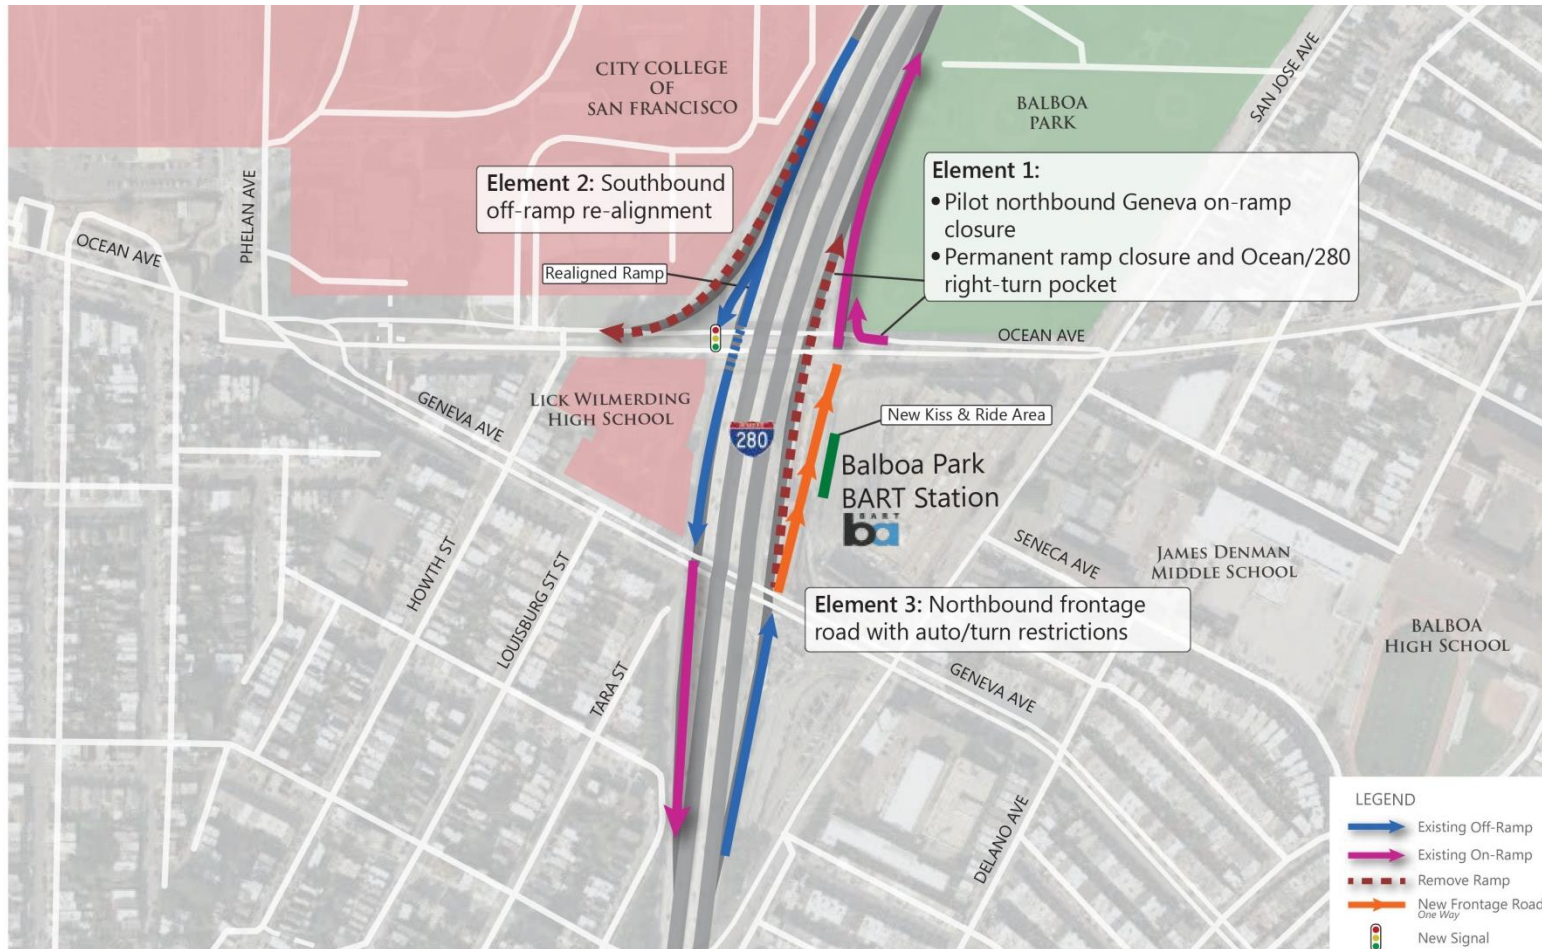 CITY COLLEGE
OF
SAN FRANCISCO
BALBOA
PARK
SAN JOSE AVE
Element 2: Southbound
off-ramp re-alignment
Element 1:
• Pilot northbound Geneva on-ramp
closure
• Permanent ramp closure and Ocean/280
right-turn pocket
PHELAN AVE
OCEAN AVE
Realigned Ramp
OCEAN AVE
LICK WILMERDING
HIGH SCHOOL
GENEVA AVE
INTERSTATE
280
New Kiss & Ride Area
Balboa Park
BART Station
BART
ba
HOWTH ST
LOUISBURG ST ST
TARA ST
SENECA AVE
JAMES DENMAN
MIDDLE SCHOOL
Element 3: Northbound frontage
road with auto/turn restrictions
BALBOA
HIGH SCHOOL
GENEVA AVE
DELANO AVE
LEGEND
Existing Off-Ramp
Existing On-Ramp
Remove Ramp
New Frontage Road
One Way
New Signal